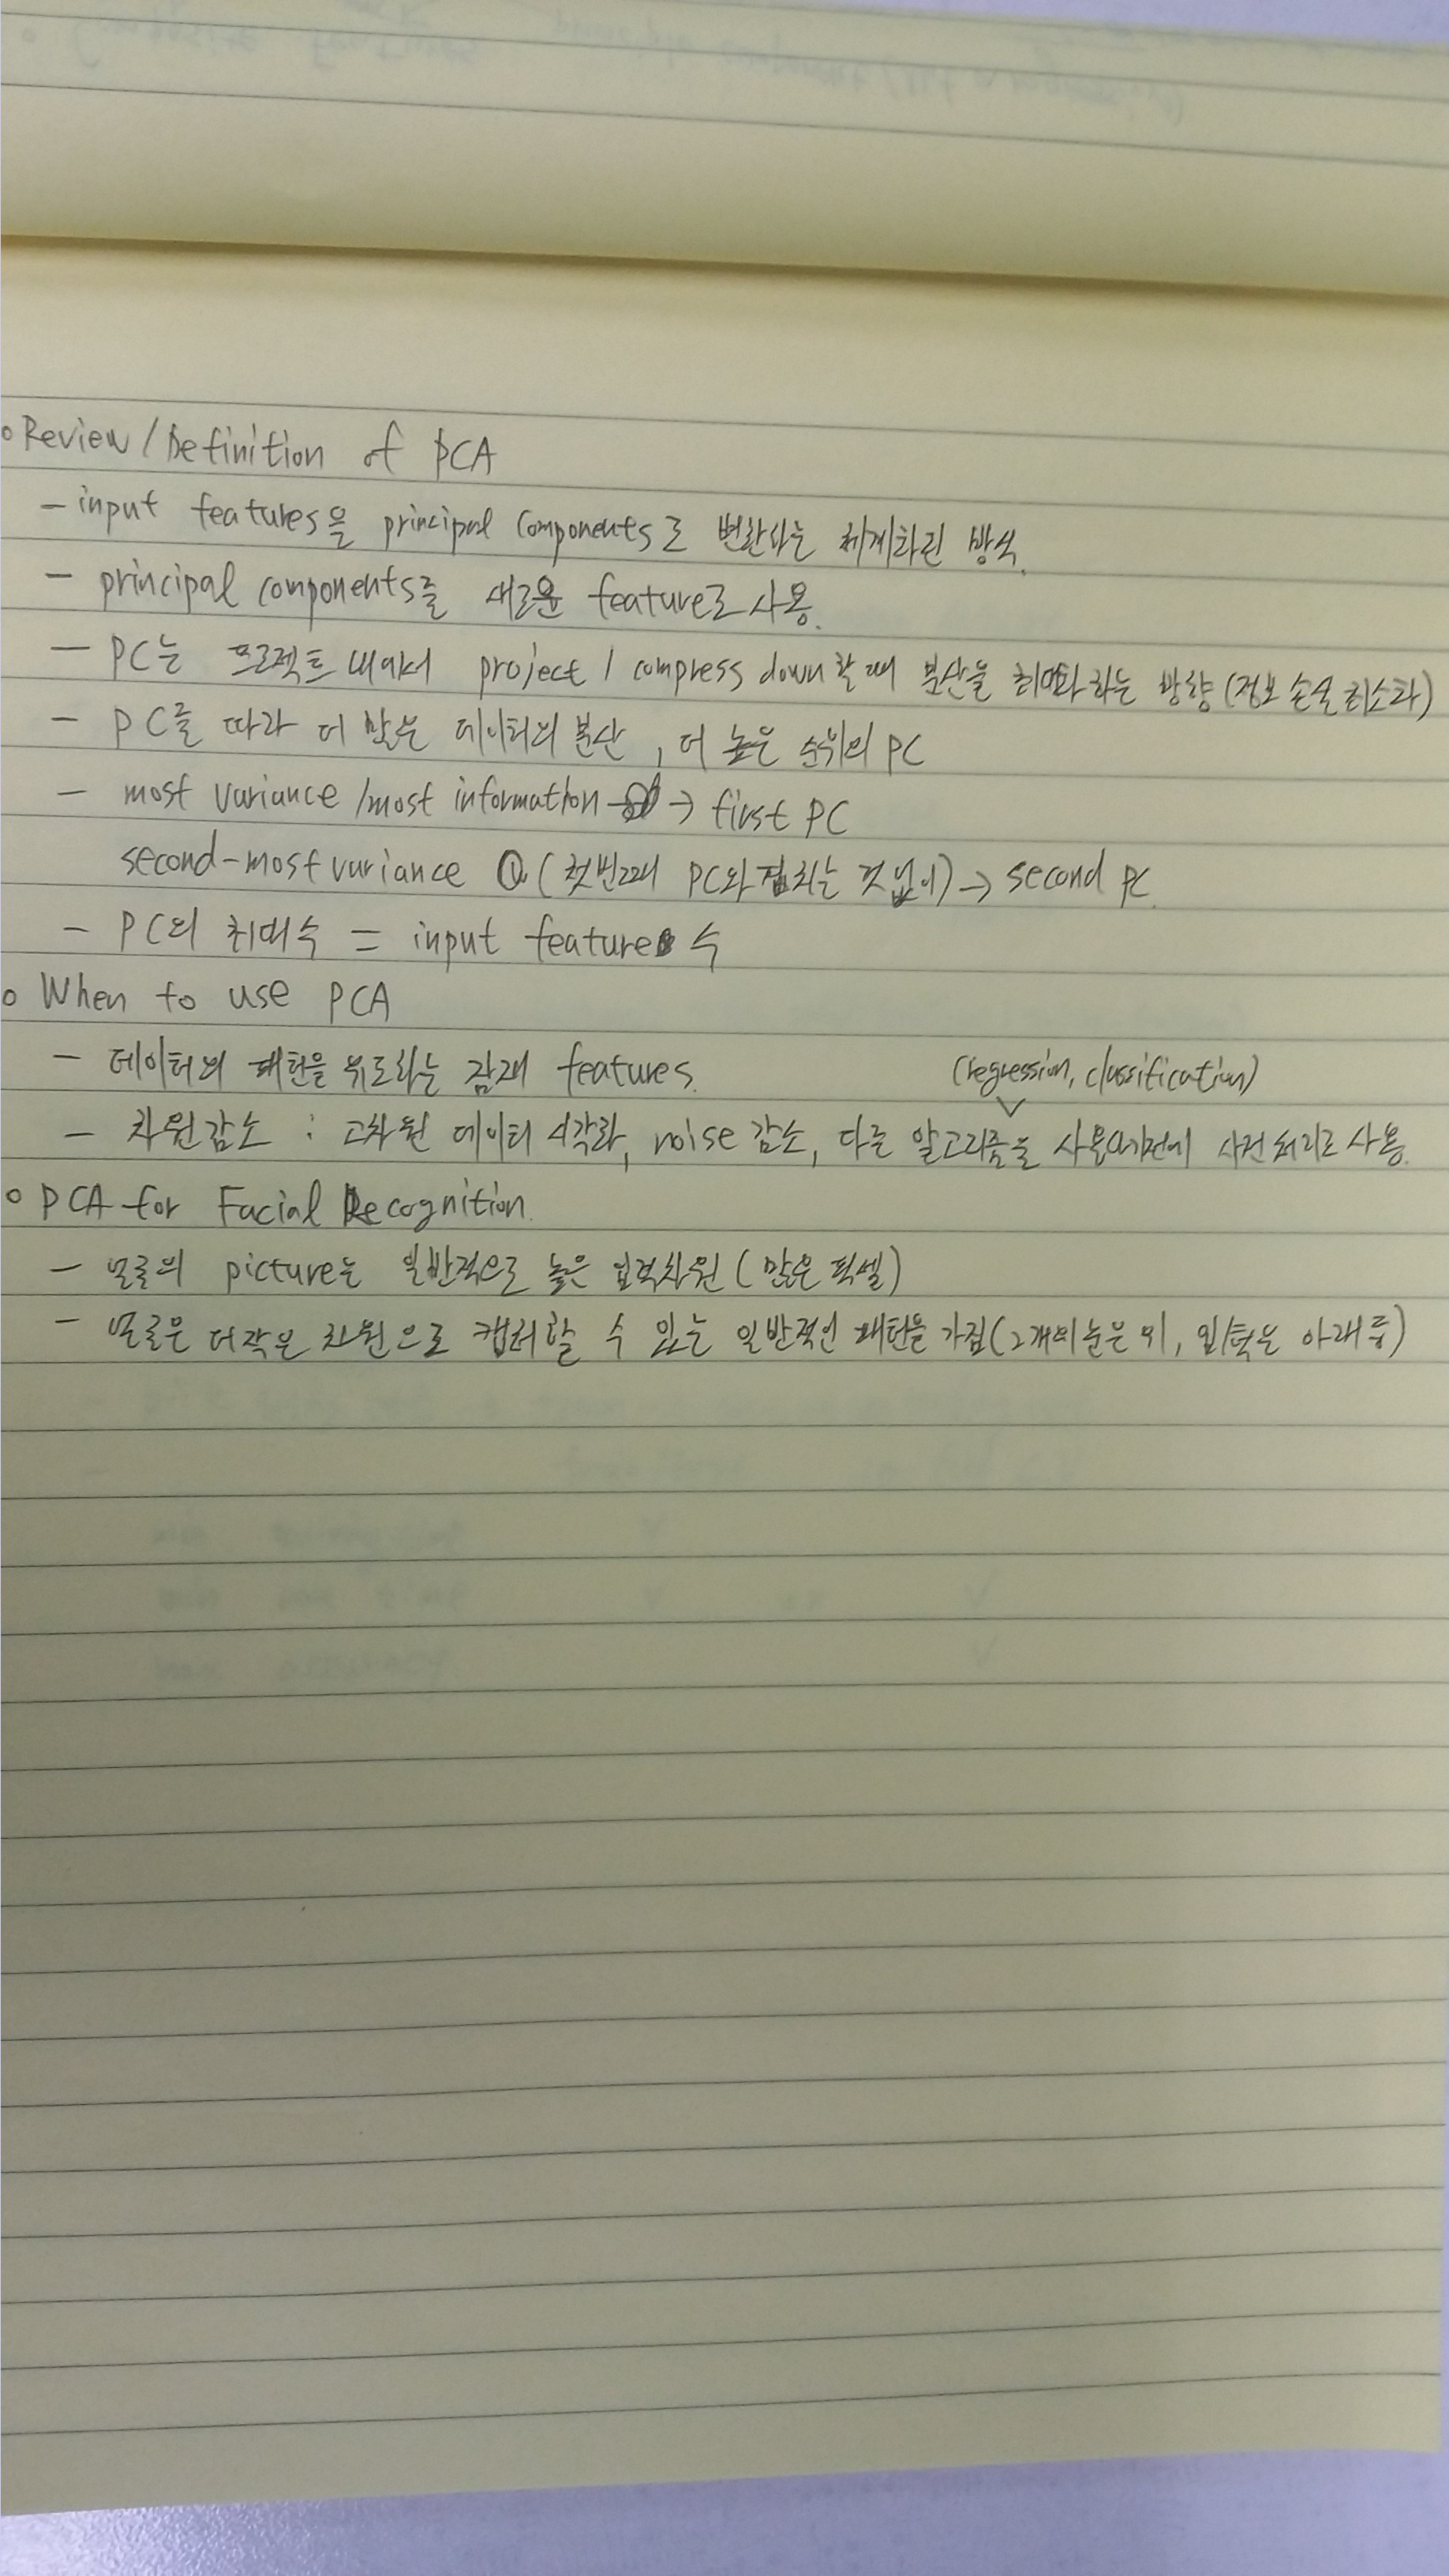 o Review / Definition of PCA
- input features을 principal components로 변환하는 체계화된 방식.
- principal components를 새로운 feature로 사용.
- PC는 프로젝트 내에서 project / compress down할 때 분산을 최대화 하는 방향 (정보 손실 최소화)
- PC를 따라 더 많은 데이터의 분산, 더 높은 순위의 PC
- most variance /most information → first PC
second-most variance (첫번째 PC와 겹치는 것 없이) → second PC.
- PC의 최대 수 = input feature 수
o When to use PCA
- 데이터의 패턴을 유도하는 잠재 features.
(regression, classification)
- 차원감소 : 고차원 데이터 시각화, noise 감소, 다른 알고리즘을 사용하기전에 사전 처리로 사용.
o PCA for Facial Recognition.
- 얼굴의 picture는 일반적으로 높은 입력차원 (많은 픽셀)
- 얼굴은 더 작은 차원으로 캡처할 수 있는 일반적인 패턴을 가짐 (2개의 눈은 위, 입/턱은 아래 등)